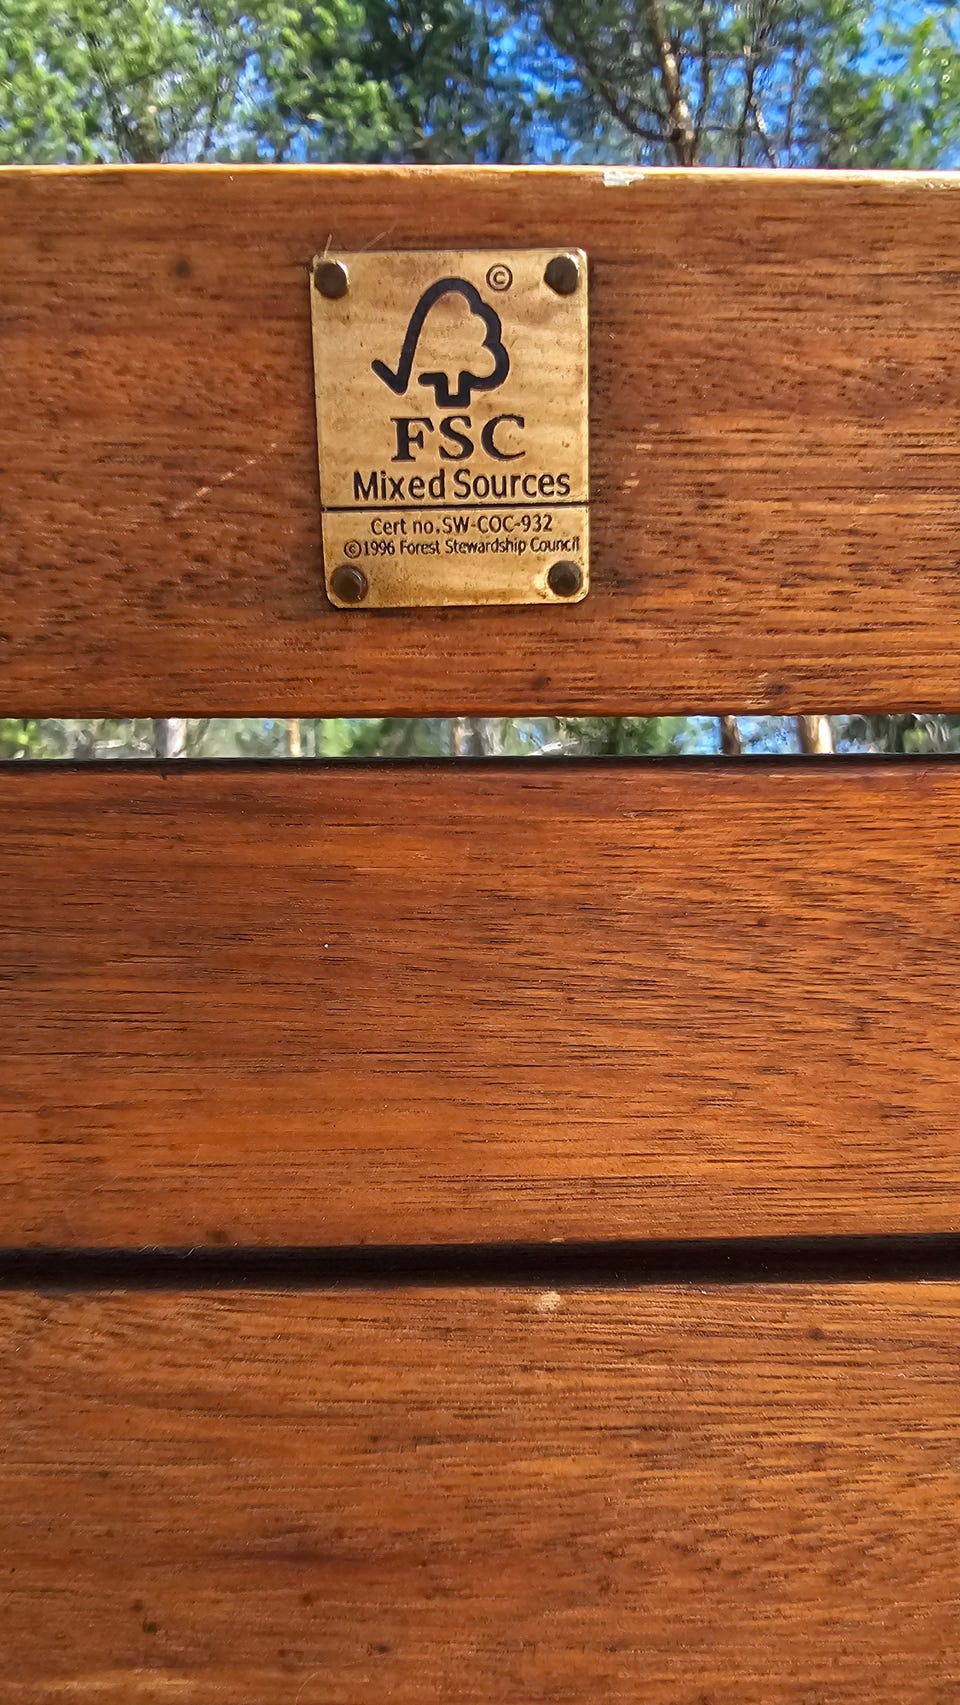 ©
FSC
Mixed Sources
Cert no.SW-COC-932
©1996 Forest Stewardship Council